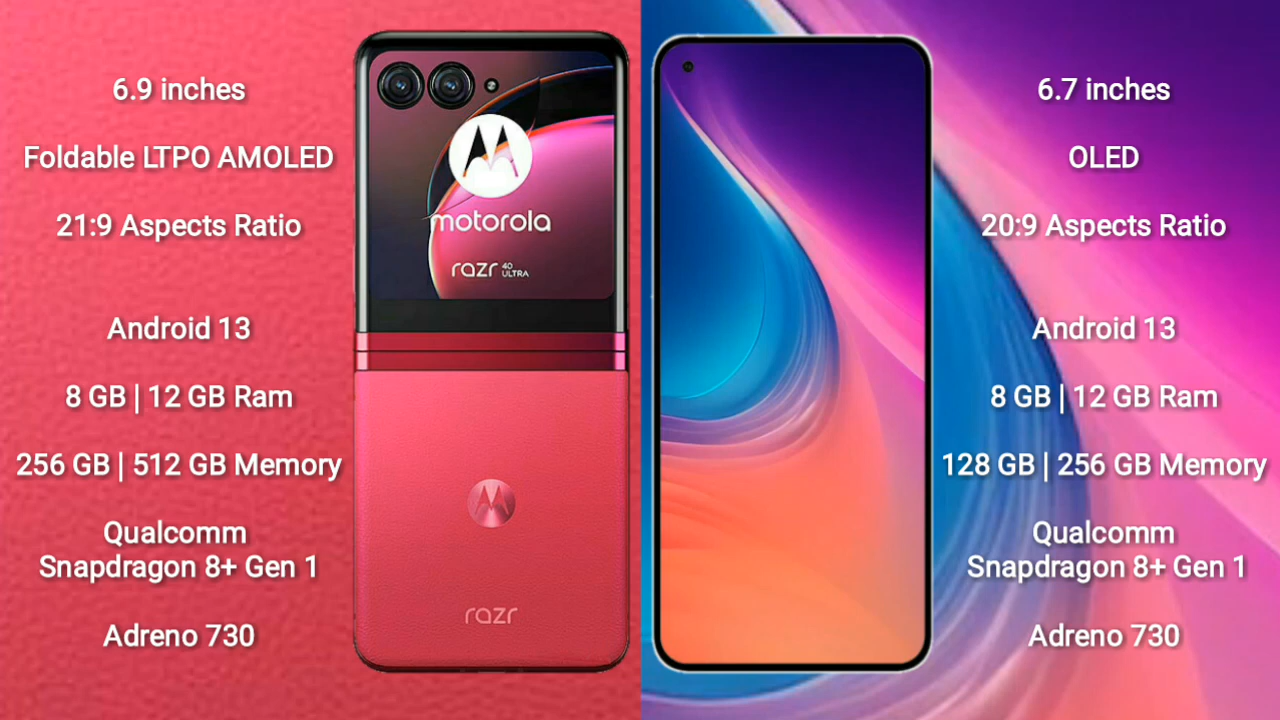 6.9 inches
Foldable LTPO AMOLED
21:9 Aspects Ratio
Android 13
8 GB | 12 GB Ram
256 GB | 512 GB Memory
Qualcomm
Snapdragon 8+ Gen 1
Adreno 730
motorola
razr 40 ULTRA
razr
6.7 inches
OLED
20:9 Aspects Ratio
Android 13
8 GB | 12 GB Ram
128 GB | 256 GB Memory
Qualcomm
Snapdragon 8+ Gen 1
Adreno 730